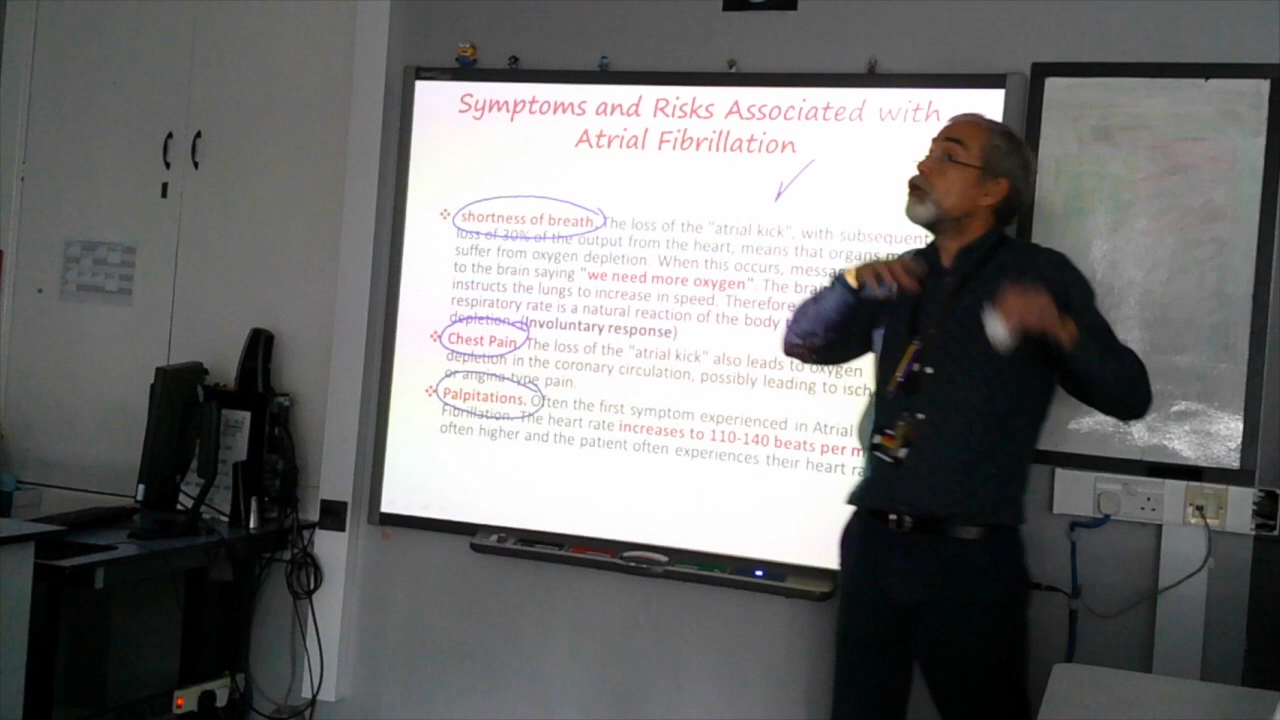 Symptoms and Risks Associated with
Atrial Fibrillation
shortness of breath. The loss of the "atrial kick", with subsequent
loss of 30% of the output from the heart, means that organs
suffer from oxygen depletion. When this occurs,
to the brain saying "we need more oxygen". The
instructs the lungs to increase in speed. Therefore
respiratory rate is a natural reaction of the body
depletion. (Involuntary response)
Chest Pain. The loss of the "atrial kick" also leads to oxygen
depletion in the coronary circulation, possibly leading to
or angina-type pain.
Palpitations. Often the first symptom experienced in Atrial
Fibrillation. The heart rate increases to 110-140 beats per
often higher and the patient often experiences their heart